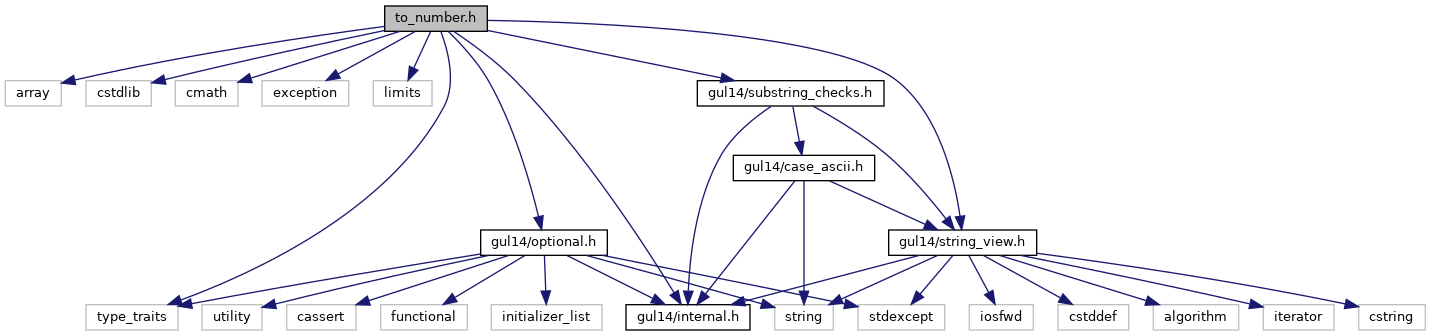 to_number.h
array
cstdlib
cmath
exception
limits
gul14/substring_checks.h
gul14/case_ascii.h
gul14/optional.h
gul14/string_view.h
type_traits
utility
cassert
functional
initializer_list
gul14/internal.h
string
stdexcept
iosfwd
cstddef
algorithm
iterator
cstring